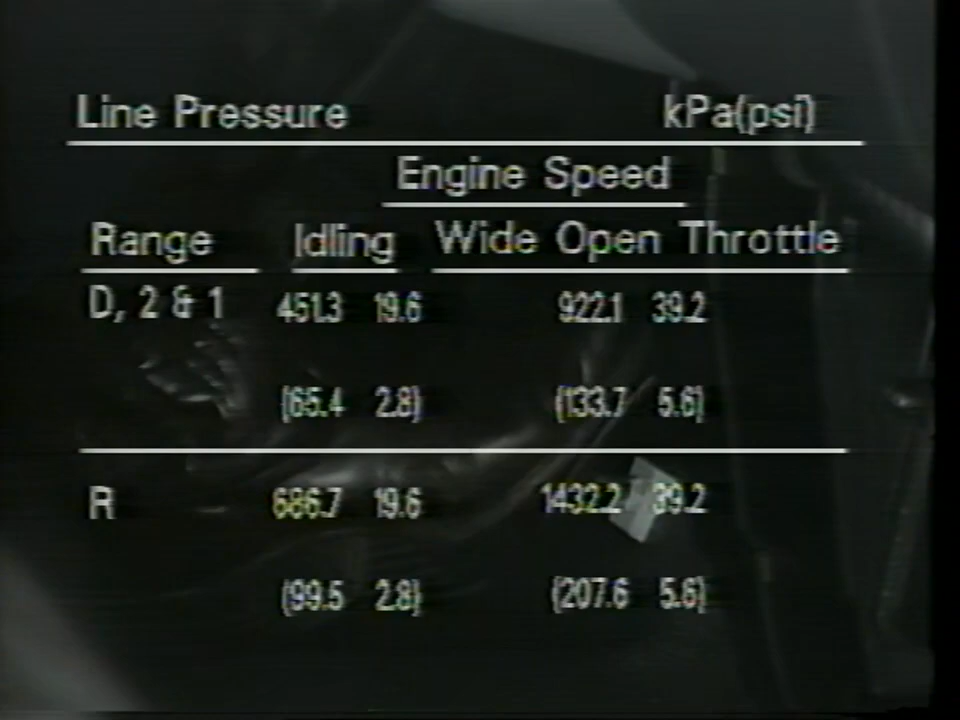 Line Pressure kPa(psi)
Engine Speed
Range Idling Wide Open Throttle
D, 2 & 1 451.3 19.6 922.1 39.2
(65.4 2.8) (133.7 5.6)
R 686.7 19.6 1432.2 39.2
(99.5 2.8) (207.6 5.6)